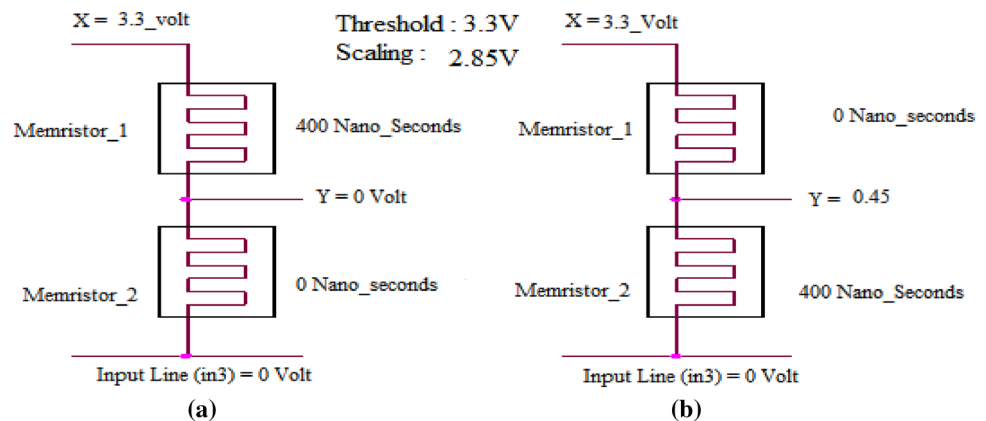 X = 3.3_volt
Threshold : 3.3V
Scaling : 2.85V
X =3.3_Volt
Memristor_1
400 Nano_Seconds
Memristor_1
0 Nano_seconds
Y = 0 Volt
Y = 0.45
Memristor_2
0 Nano_seconds
Memristor_2
400 Nano_Seconds
Input Line (in3) = 0 Volt
Input Line (in3) = 0 Volt
(a)
(b)